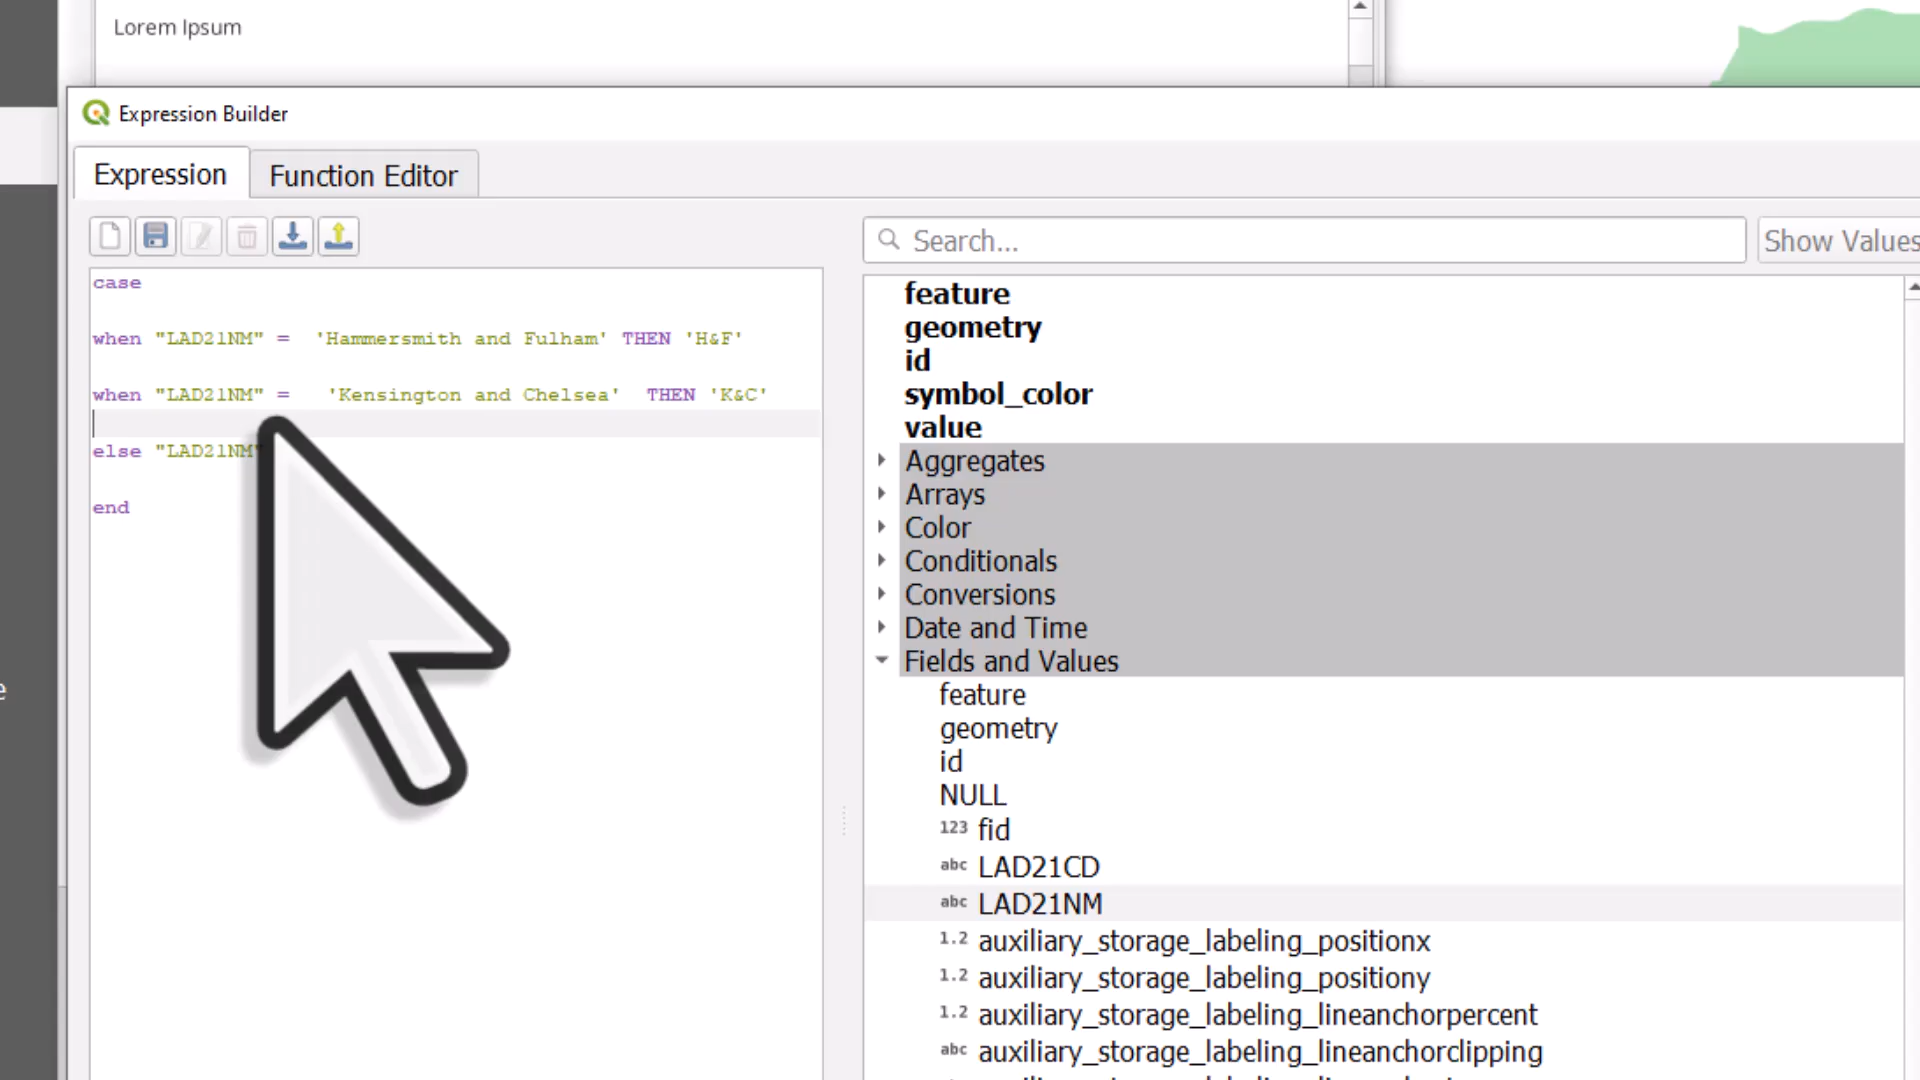 Lorem Ipsum
Expression Builder
Expression
Function Editor
Search...
Show Values
case
when "LAD21NM" = 'Hammersmith and Fulham' THEN 'H&F'
when "LAD21NM" = 'Kensington and Chelsea' THEN 'K&C'
else "LAD21NM"
end
feature
geometry
id
symbol_color
value
Aggregates
Arrays
Color
Conditionals
Conversions
Date and Time
Fields and Values
feature
geometry
id
NULL
123 fid
abc LAD21CD
abc LAD21NM
1.2 auxiliary_storage_labeling_positionx
1.2 auxiliary_storage_labeling_positiony
1.2 auxiliary_storage_labeling_lineanchorpercent
abc auxiliary_storage_labeling_lineanchorclipping